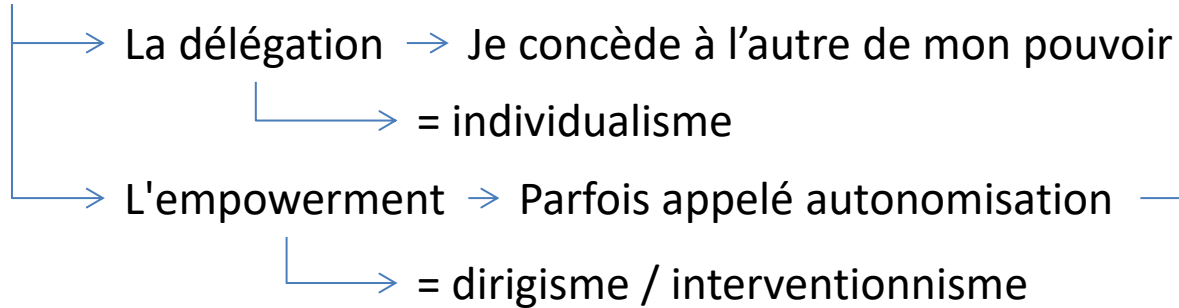 La délégation → Je concède à l’autre de mon pouvoir
= individualisme
L'empowerment → Parfois appelé autonomisation
= dirigisme / interventionnisme